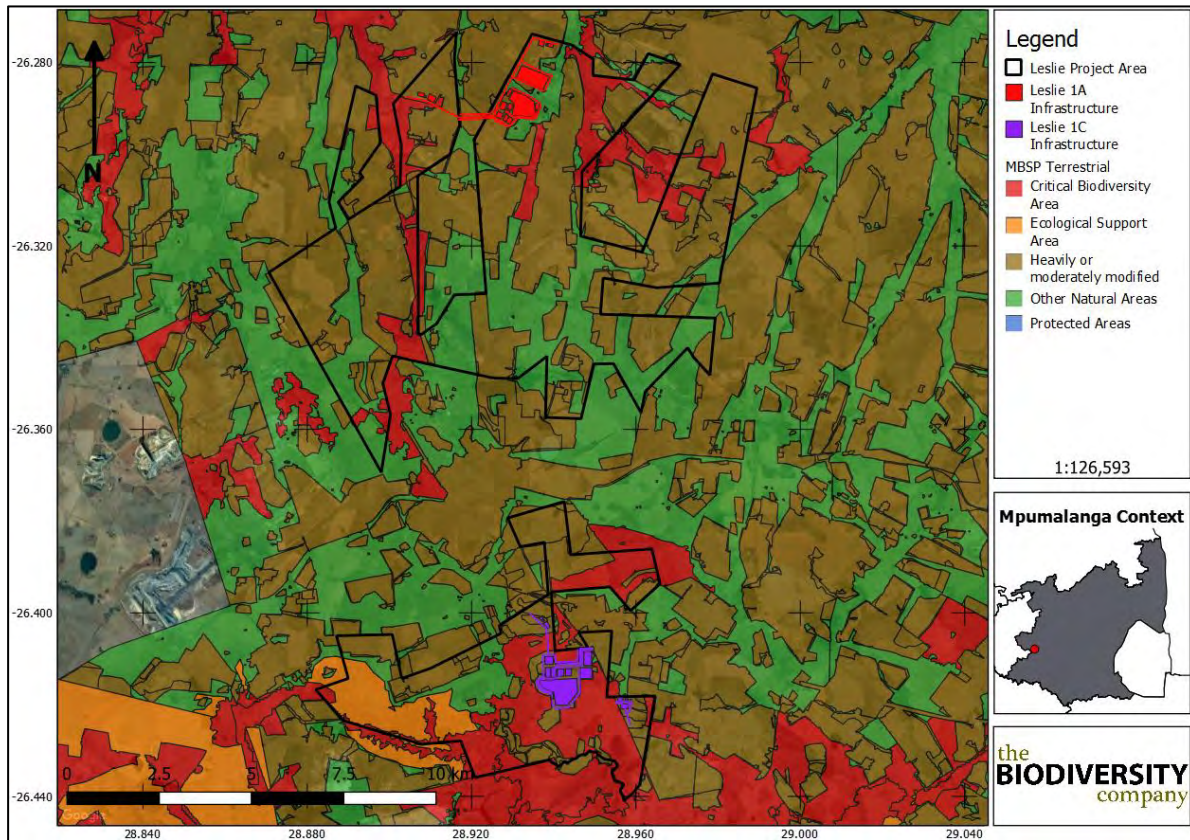 -26.280
-26.320
-26.360
-26.400
-26.440
N
0 2.5 5 7.5 10 km
Google
28.840 28.880 28.920 28.960 29.000 29.040
Legend
Leslie Project Area
Leslie 1A
Infrastructure
Leslie 1C
Infrastructure
MBSP Terrestrial
Critical Biodiversity
Area
Ecological Support
Area
Heavily or
moderately modified
Other Natural Areas
Protected Areas
1:126,593
Mpumalanga Context
the
BIODIVERSITY
company